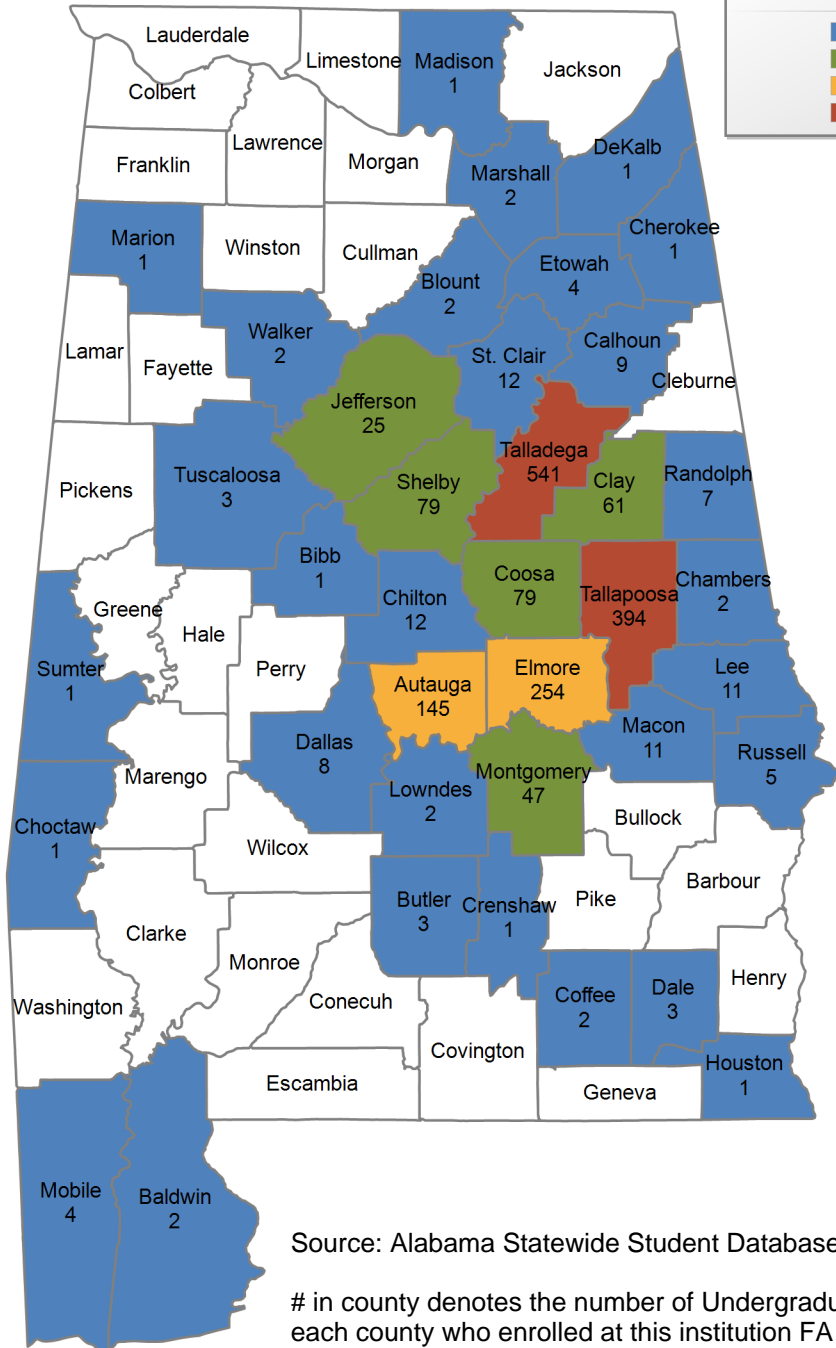 Lauderdale
Limestone
Madison
1
Jackson
Colbert
Lawrence
Franklin
Morgan
DeKalb
1
Marshall
2
Marion
1
Winston
Cullman
Cherokee
1
Etowah
4
Blount
2
Walker
2
Lamar
Fayette
St. Clair
12
Calhoun
9
Cleburne
Jefferson
25
Talladega
541
Tuscaloosa
3
Shelby
79
Clay
61
Randolph
7
Pickens
Bibb
1
Coosa
79
Tallapoosa
394
Chambers
2
Chilton
12
Greene
Hale
Perry
Sumter
1
Autauga
145
Elmore
254
Lee
11
Dallas
8
Macon
11
Russell
5
Marengo
Montgomery
47
Lowndes
2
Bullock
Choctaw
1
Wilcox
Barbour
Butler
3
Crenshaw
1
Pike
Clarke
Monroe
Henry
Washington
Conecuh
Coffee
2
Dale
3
Covington
Houston
1
Escambia
Geneva
Mobile
4
Baldwin
2
Source: Alabama Statewide Student Database
# in county denotes the number of
each county who enrolled at this institution FA